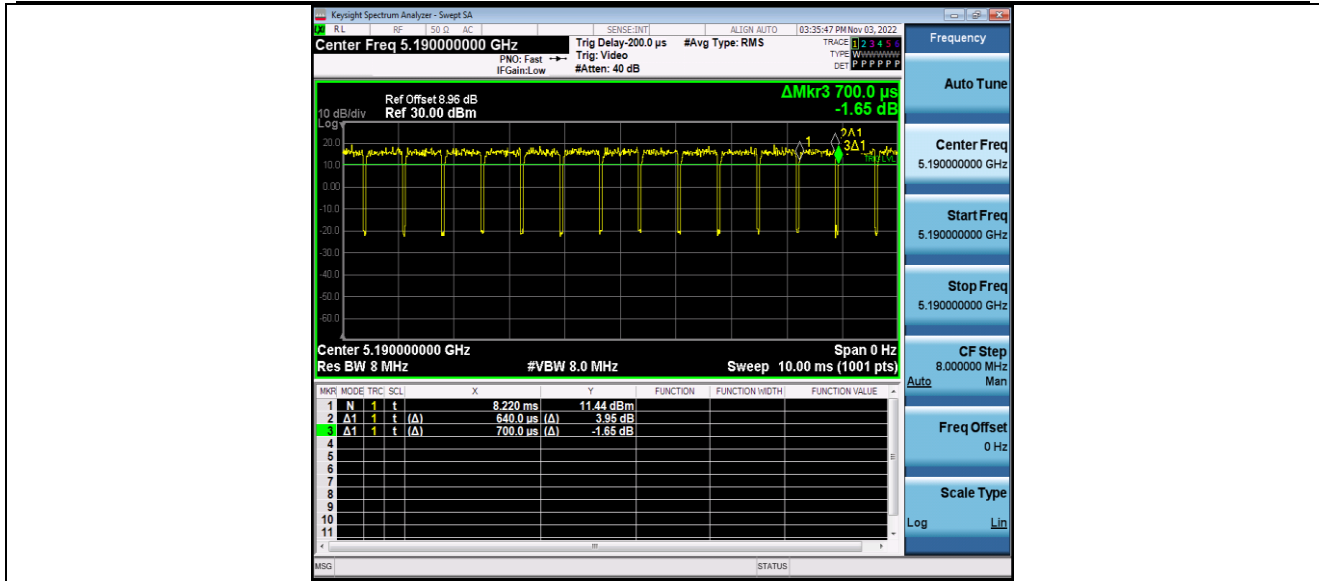 Keysight Spectrum Analyzer - Swept SA
RL RF 50 Ω AC SENSE:INT ALIGN AUTO 03:35:47 PM Nov 03, 2022
Center Freq 5.190000000 GHz
Trig Delay-200.0 µs #Avg Type: RMS
TRACE 1 2 3 4 5 6
PNO: Fast Trig: Video
TYPE WWWWWW
IFGain:Low #Atten: 40 dB
DET P P P P P P
ΔMkr3 700.0 µs
-1.65 dB
Ref Offset 8.96 dB
10 dB/div Ref 30.00 dBm
Log
20.0
10.0
0.00
-10.0
-20.0
-30.0
-40.0
-50.0
-60.0
1
2Δ1
3Δ1
TRIG LVL
Center 5.190000000 GHz Span 0 Hz
Res BW 8 MHz #VBW 8.0 MHz Sweep 10.00 ms (1001 pts)
MKR MODE TRC SCL X Y FUNCTION FUNCTION WIDTH FUNCTION VALUE
1 N 1 t 8.220 ms 11.44 dBm
2 Δ1 1 t (Δ) 640.0 µs (Δ) 3.95 dB
3 Δ1 1 t (Δ) 700.0 µs (Δ) -1.65 dB
4
5
6
7
8
9
10
11
MSG STATUS
Frequency
Auto Tune
Center Freq
5.190000000 GHz
Start Freq
5.190000000 GHz
Stop Freq
5.190000000 GHz
CF Step
8.000000 MHz
Auto Man
Freq Offset
0 Hz
Scale Type
Log Lin